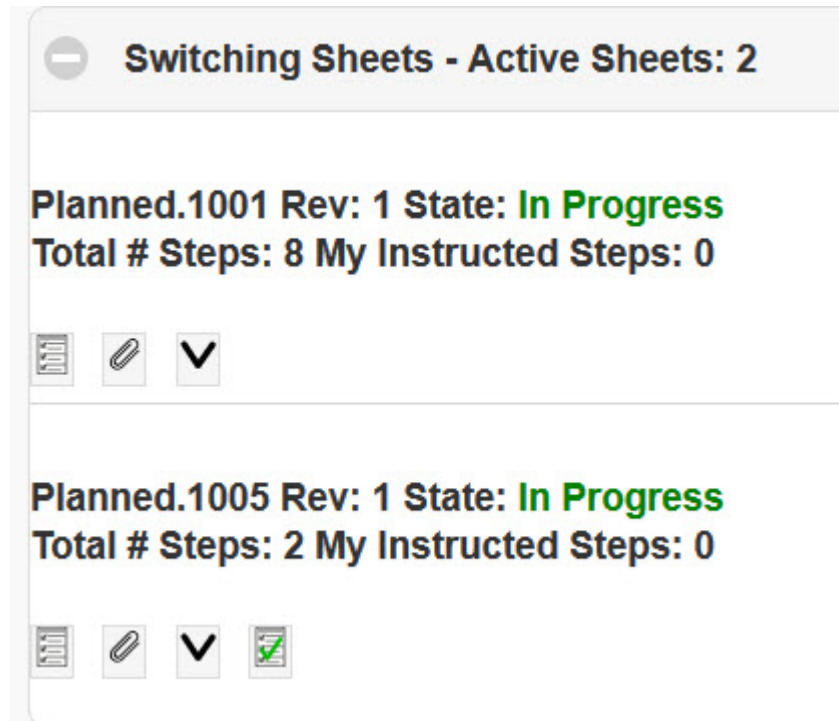 Switching Sheets - Active Sheets: 2
Planned.1001 Rev: 1 State: In Progress
Total # Steps: 8 My Instructed Steps: 0
Planned.1005 Rev: 1 State: In Progress
Total # Steps: 2 My Instructed Steps: 0